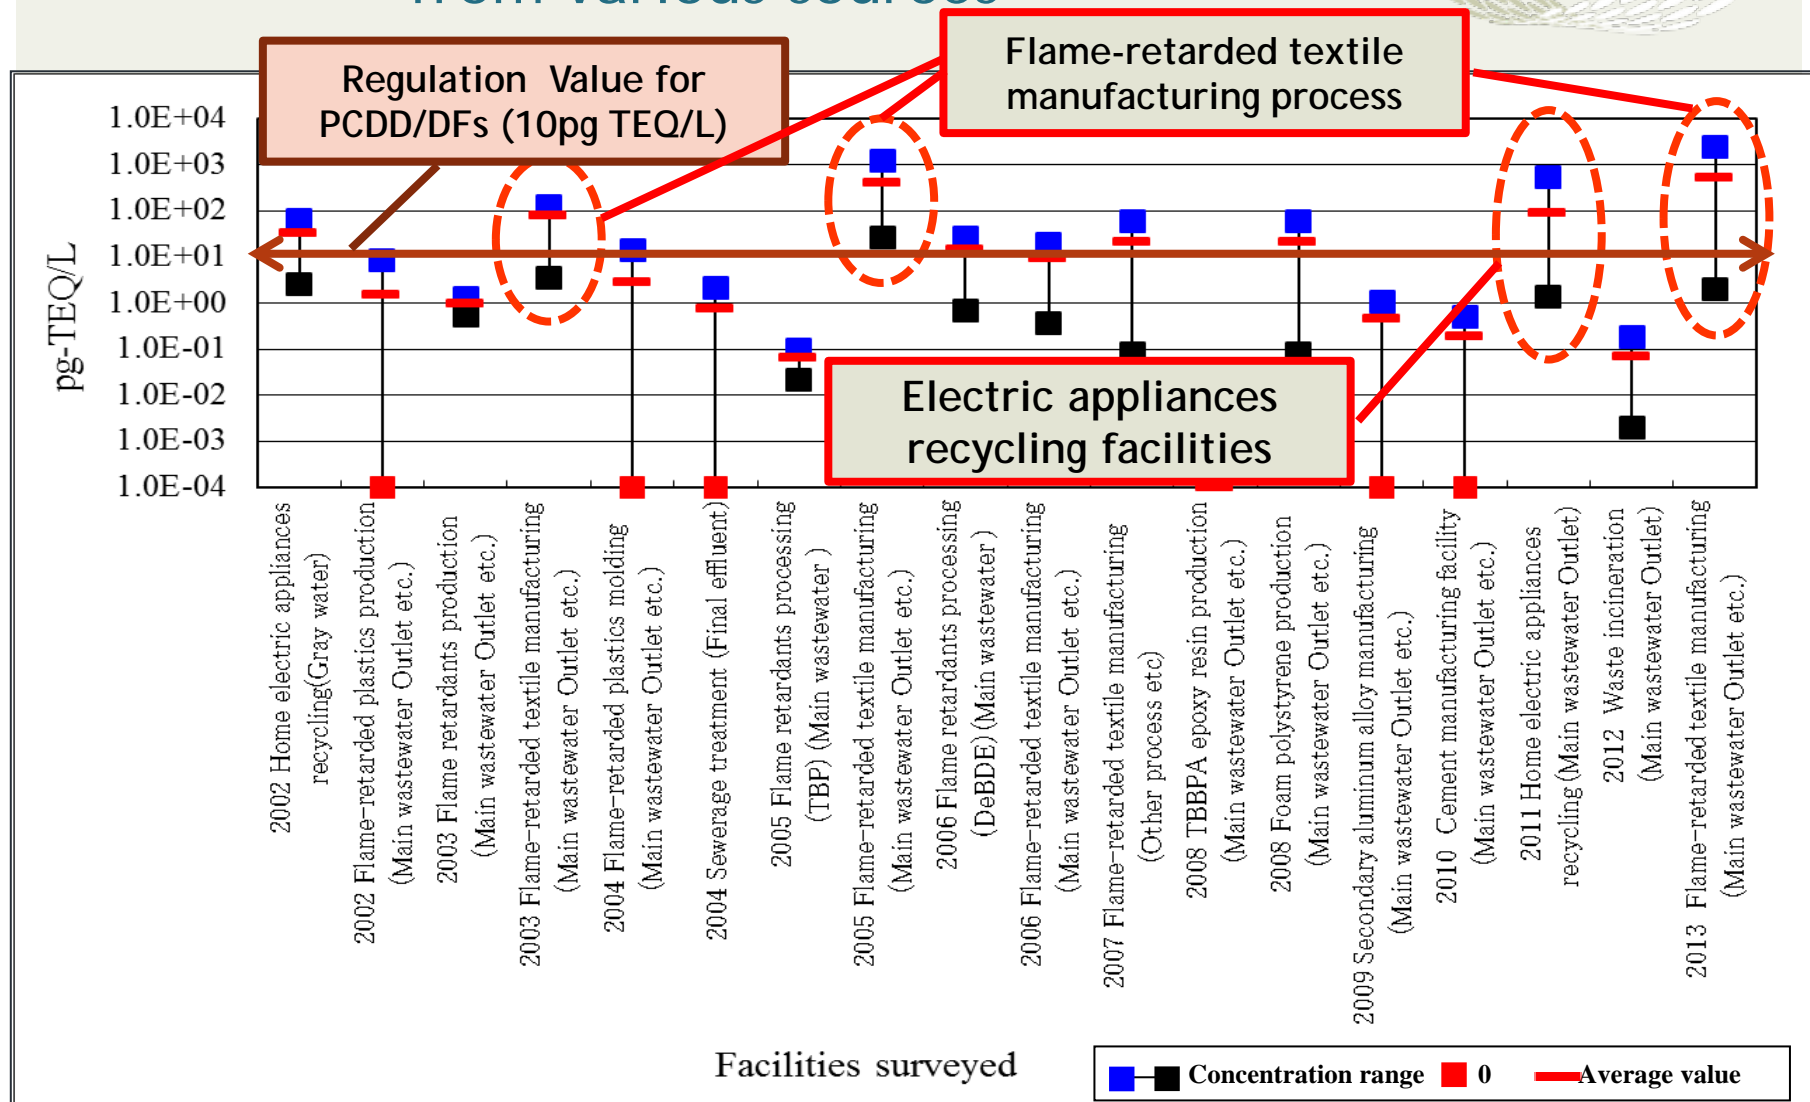 from various sources
Regulation Value for
PCDD/DFs (10pg TEQ/L)
Flame-retarded textile
manufacturing process
1.0E+04
1.0E+03
1.0E+02
1.0E+01
1.0E+00
1.0E-01
1.0E-02
1.0E-03
1.0E-04
pg-TEQ/L
Electric appliances
recycling facilities
2002 Home electric appliances
recycling(Gray water)
2002 Flame-retarded plastics production
(Main wastewater Outlet etc.)
2003 Flame retardants production
(Main wastewater Outlet etc.)
2003 Flame-retarded textile manufacturing
(Main wastewater Outlet etc.)
2004 Flame-retarded plastics molding
(Main wastewater Outlet etc.)
2004 Sewerage treatment (Final effluent)
2005 Flame retardants processing
(TBP) (Main wastewater )
2005 Flame-retarded textile manufacturing
(Main wastewater Outlet etc.)
2006 Flame retardants processing
(DeBDE) (Main wastewater )
2006 Flame-retarded textile manufacturing
(Main wastewater Outlet etc.)
2007 Flame-retarded textile manufacturing
(Other process etc)
2008 TBBPA epoxy resin production
(Main wastewater Outlet etc.)
2008 Foam polystyrene production
(Main wastewater Outlet etc.)
2009 Secondary aluminum alloy manufacturing
(Main wastewater Outlet etc.)
2010 Cement manufacturing facility
(Main wastewater Outlet etc.)
2011 Home electric appliances
recycling (Main wastewater Outlet)
2012 Waste incineration
(Main wastewater Outlet)
2013 Flame-retarded textile manufacturing
(Main wastewater Outlet etc.)
Facilities surveyed
Concentration range 0 Average value